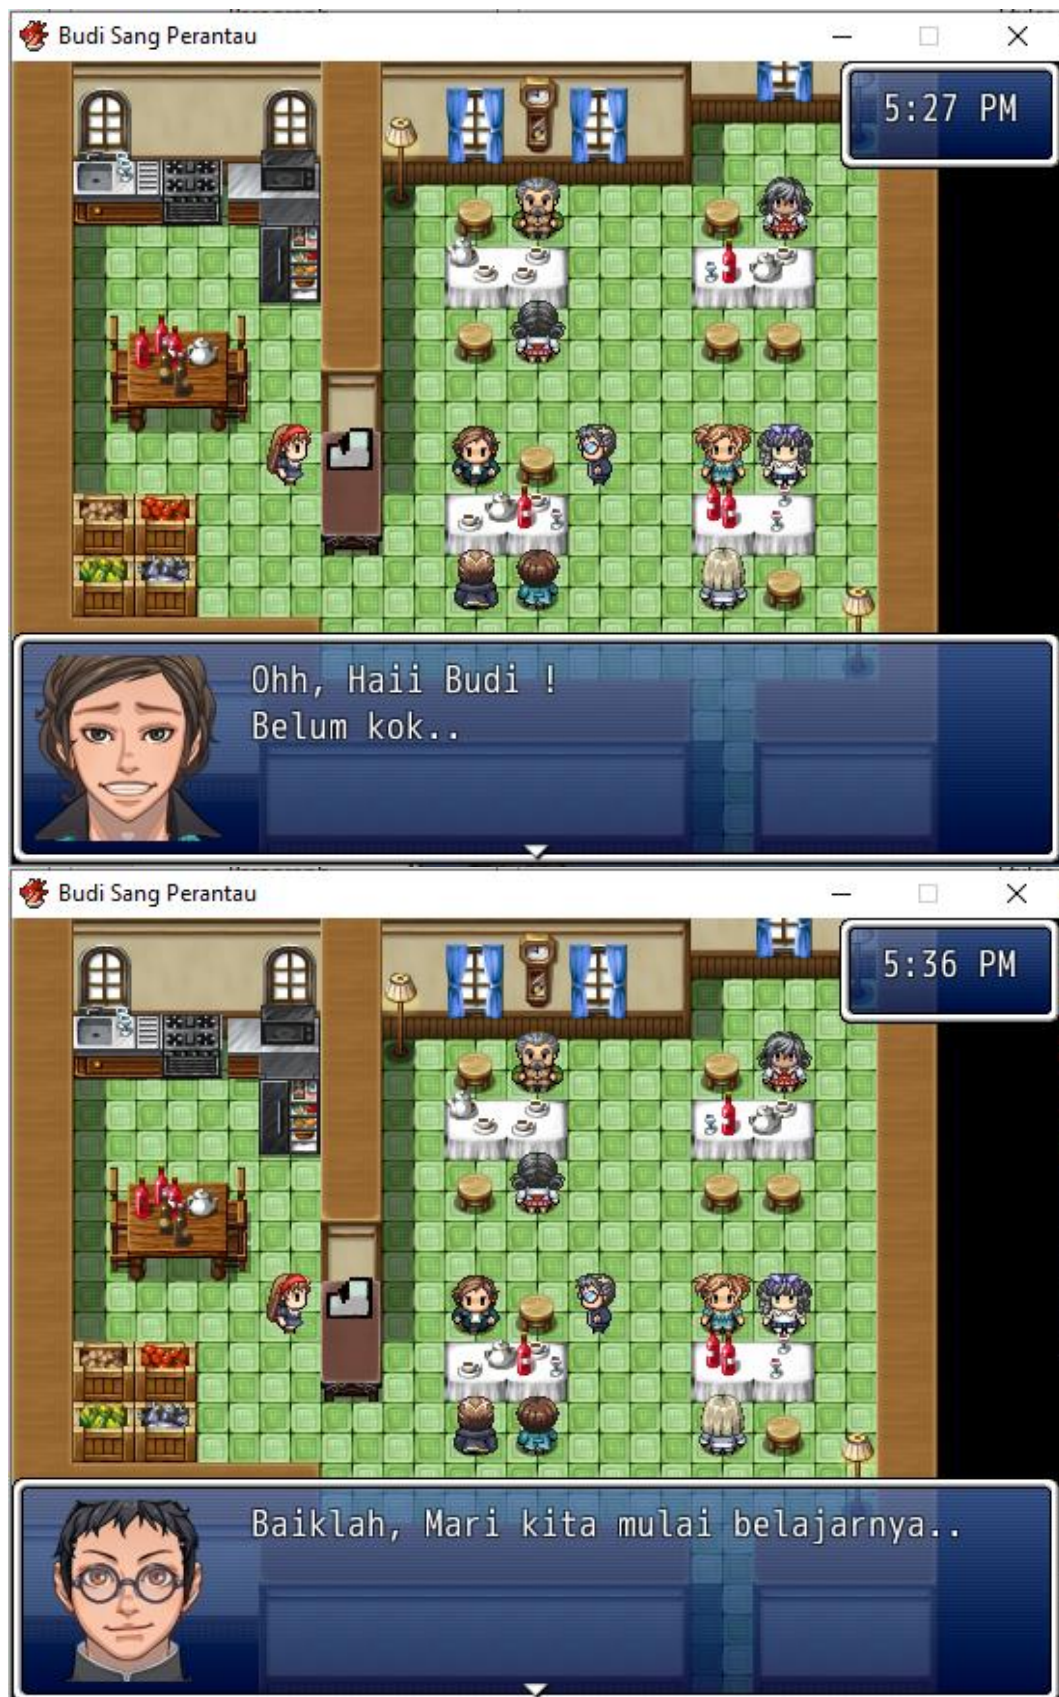 Budi Sang Perantau
5:27 PM
Ohh, Haii Budi !
Belum kok..
Budi Sang Perantau
5:36 PM
Baiklah, Mari kita mulai belajarnya..